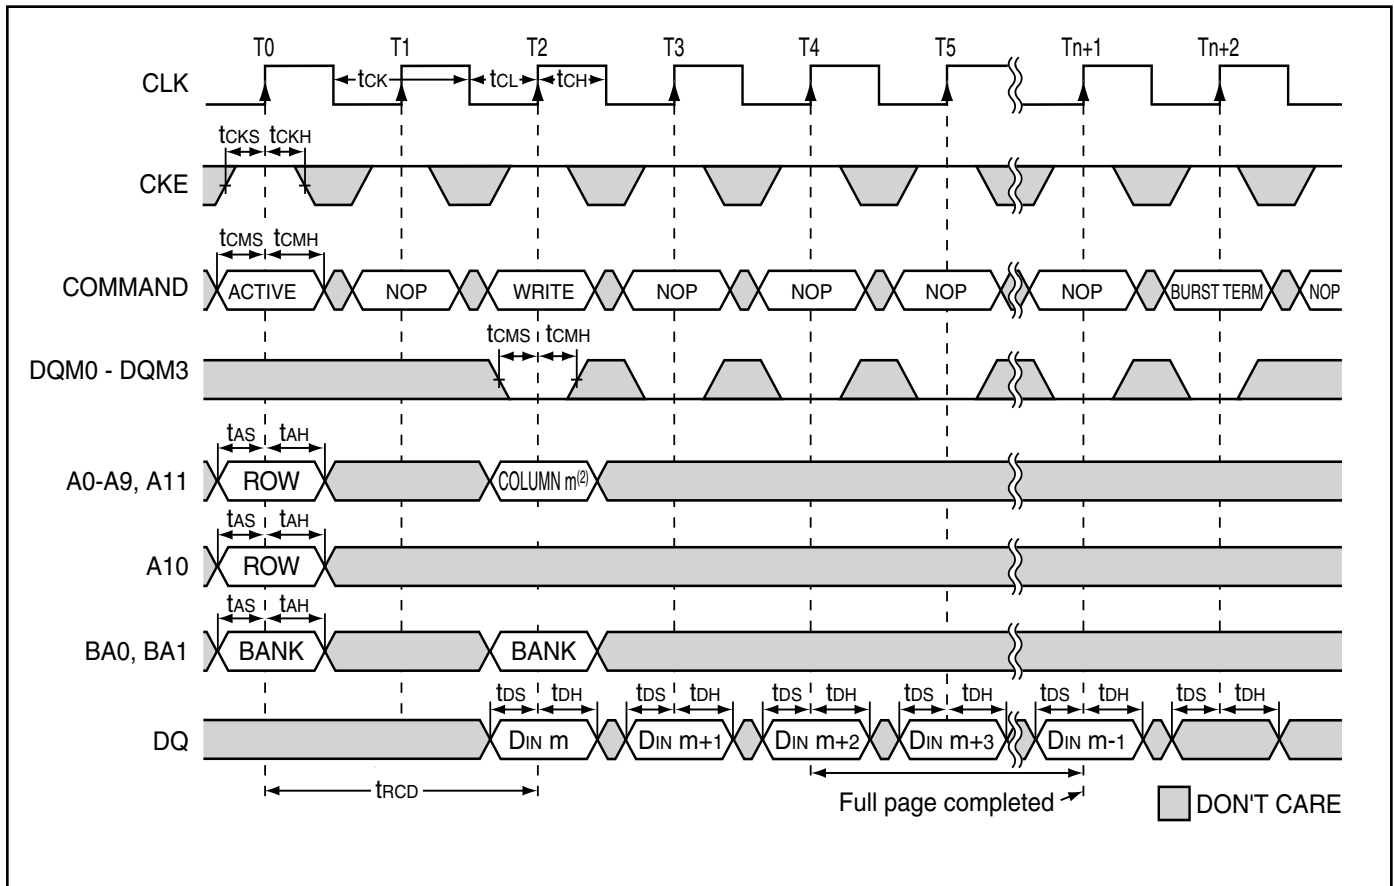 T0 T1 T2 T3 T4 T5 Tn+1 Tn+2
CLK
tCK tCL tCH
tCKS tCKH
CKE
tCMS tCMH
COMMAND ACTIVE NOP WRITE NOP NOP NOP NOP BURST TERM NOP
tCMS tCMH
DQM0 - DQM3
tAS tAH
A0-A9, A11 ROW COLUMN m(2)
tAS tAH
A10 ROW
tAS tAH
BA0, BA1 BANK BANK
tDS tDH tDS tDH tDS tDH tDS tDH tDS tDH tDS tDH
DQ DIN m DIN m+1 DIN m+2 DIN m+3 DIN m-1
tRCD
Full page completed
DON'T CARE